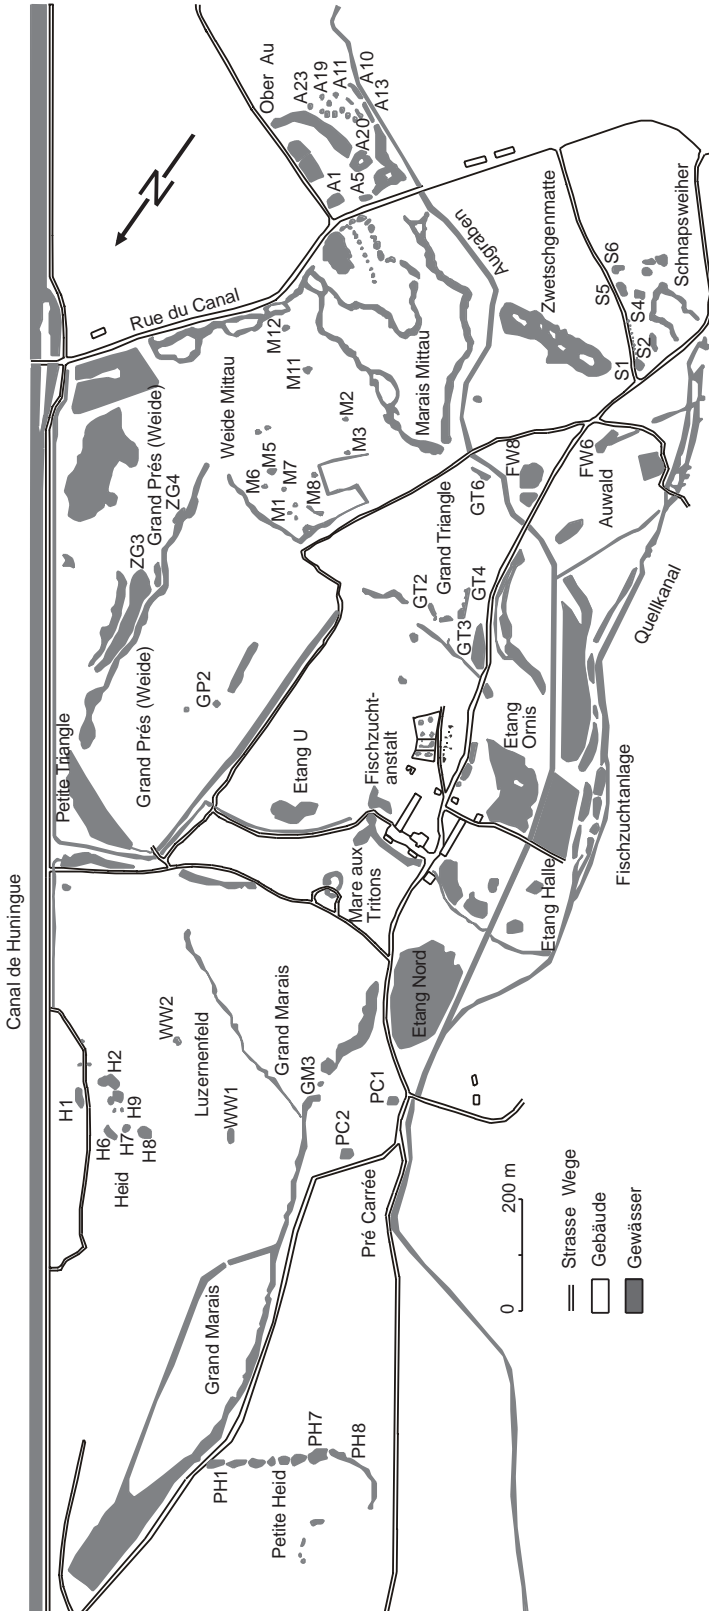 Canal de Huningue
Ober Au
A23
A19
A11
A10
A13
A20
A1
A5
N
Rue du Canal
Augraben
Zwetschgenmatte
S6
S5
S4
S2
S1
Schnapsweiher
M12
M11
Marais Mittau
Weide Mittau
M2
M3
M5
M6
M7
M1
M8
Grand Prés (Weide)
ZG4
ZG3
FW8
FW6
Auwald
GT6
Grand Triangle
GT2
GT4
GT3
Quellkanal
Grand Prés (Weide)
GP2
Petite Triangle
Etang U
Fischzucht-
anstalt
Etang
Ornis
Fischzuchtanlage
Mare aux
Tritons
Etang Halle
Etang Nord
WW2
Luzernenfeld
WW1
Grand Marais
GM3
H1
H2
H9
H6
H7
H8
Heid
PC1
PC2
Pré Carrée
Grand Marais
PH1
PH7
PH8
Petite Heid
0
200 m
Strasse Wege
Gebäude
Gewässer